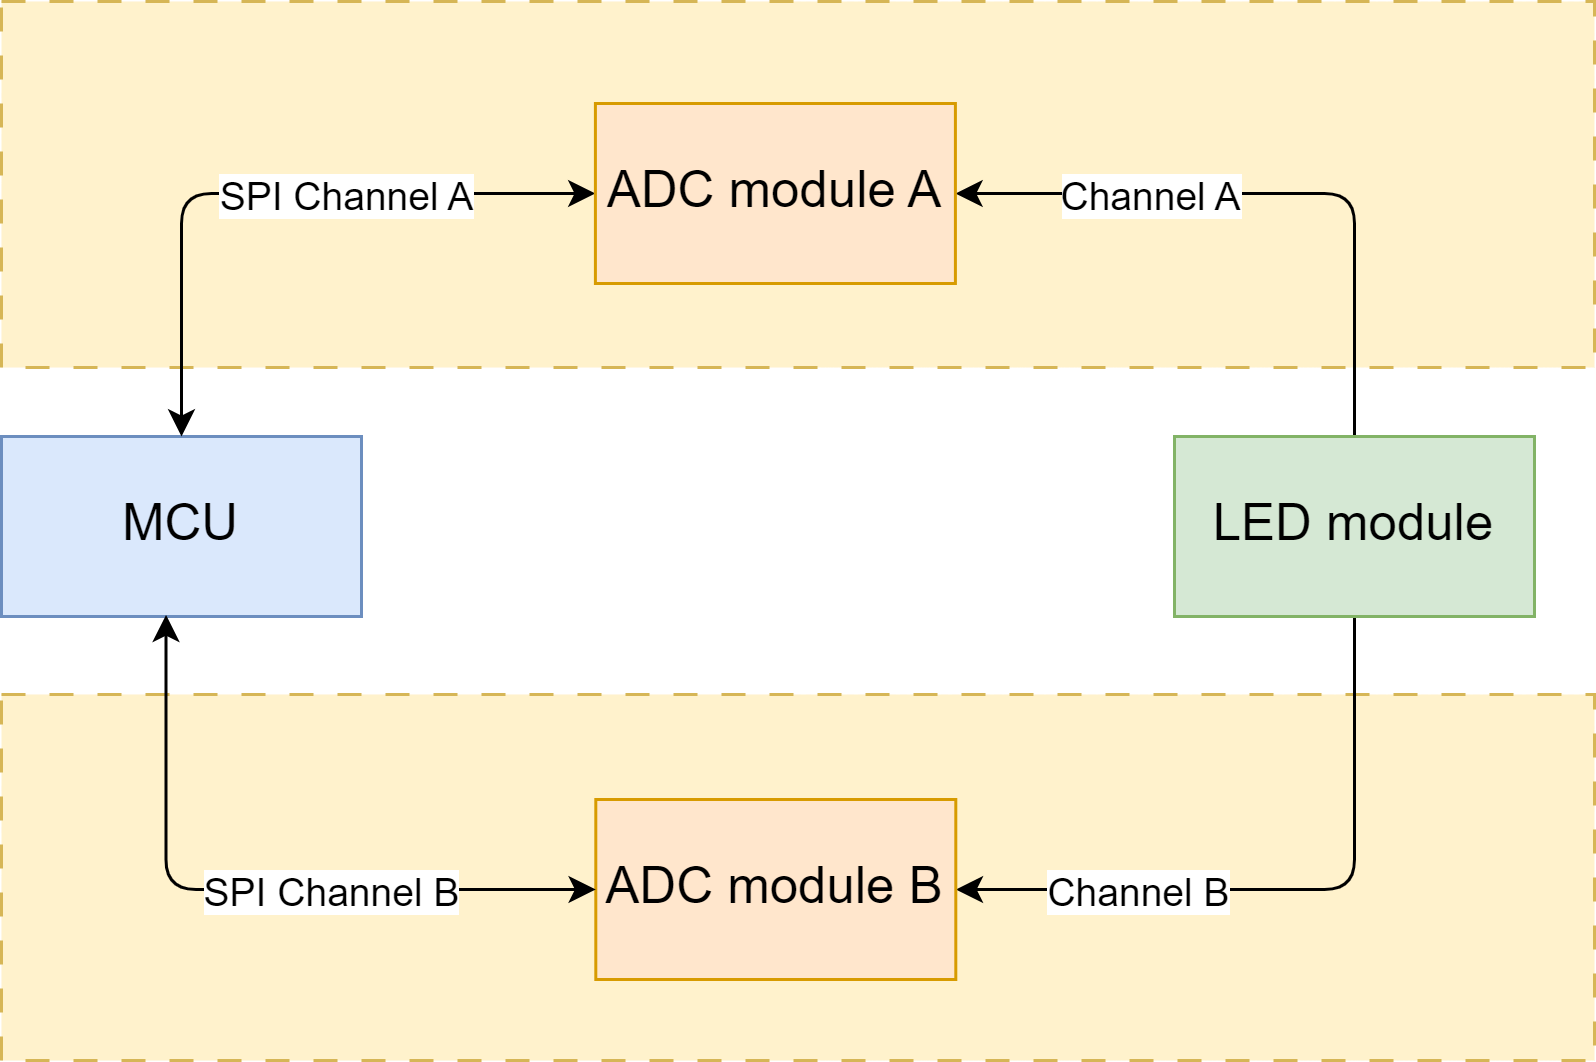 ADC module A
SPI Channel A
Channel A
MCU
LED module
ADC module B
SPI Channel B
Channel B